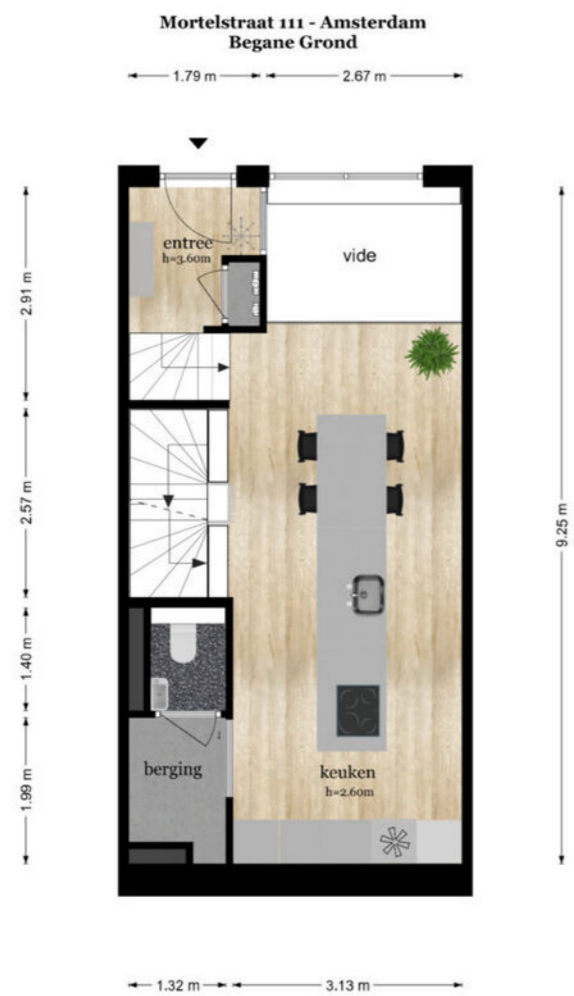 Mortelstraat 111 - Amsterdam
Begane Grond
1.79 m
2.67 m
entree
h=3.60m
vide
2.91 m
2.57 m
9.25 m
1.40 m
1.99 m
berging
keuken
h=2.60m
1.32 m
3.13 m